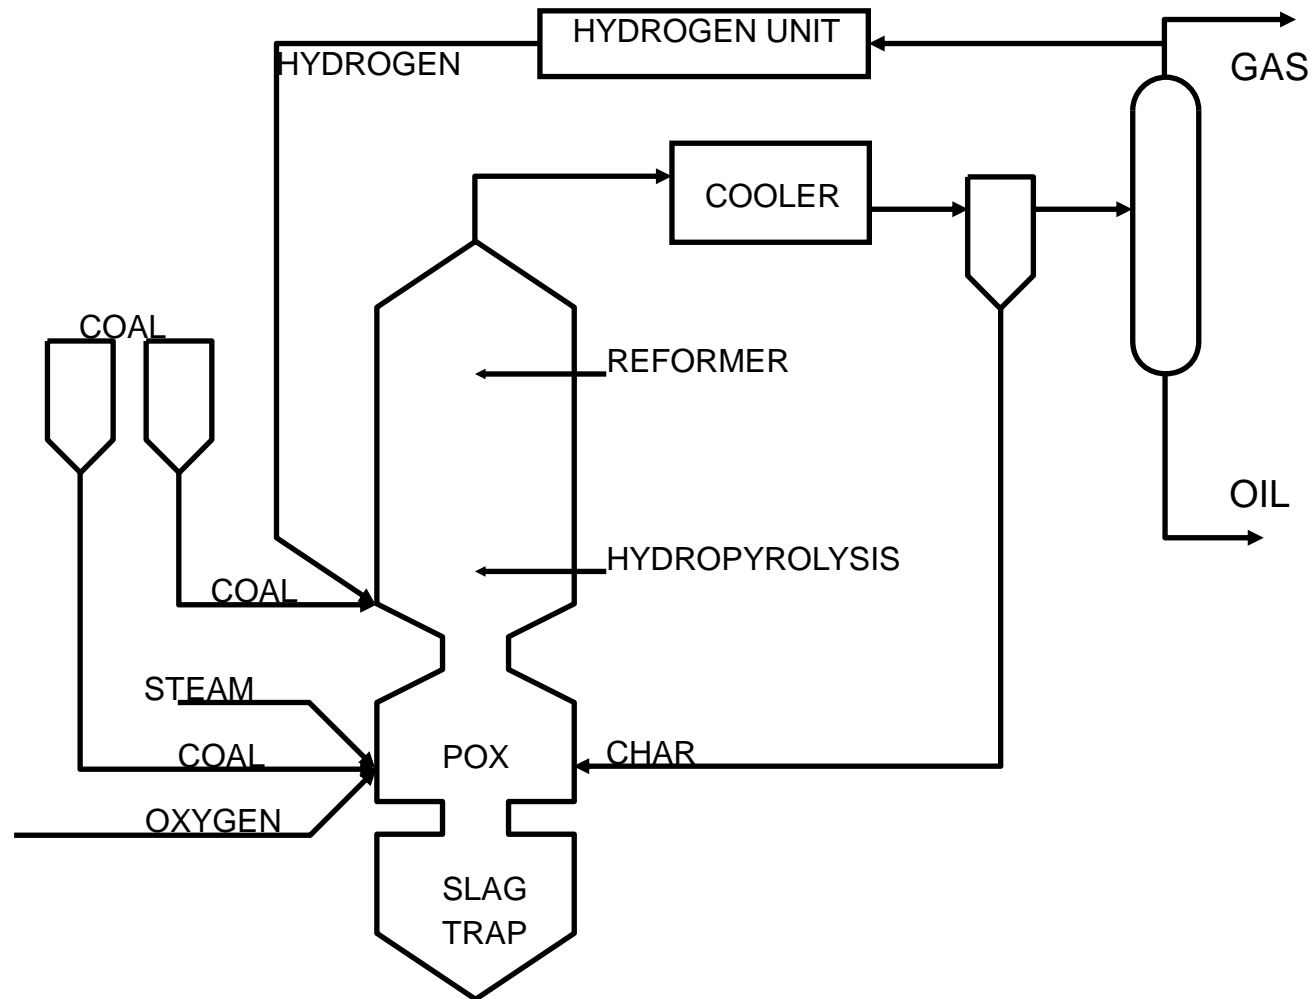 HYDROGEN UNIT
HYDROGEN
GAS
COOLER
COAL
REFORMER
OIL
HYDROPYROLYSIS
COAL
STEAM
COAL
POX
CHAR
OXYGEN
SLAG
TRAP